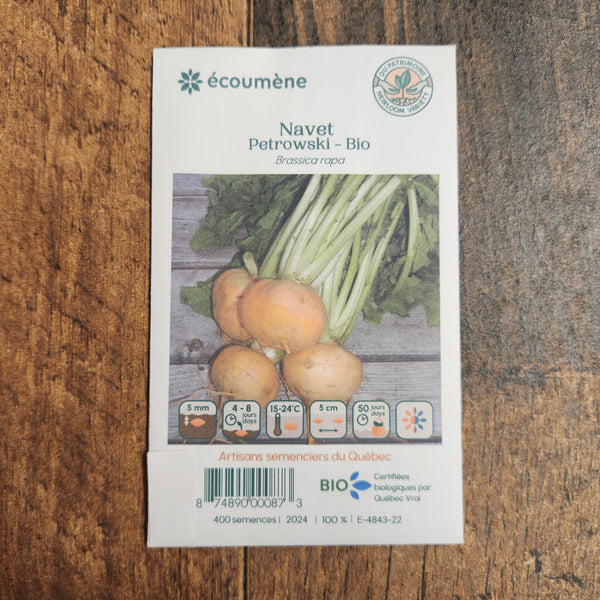 écoumène
DU PATRIMOINE
HEIRLOOM VARIETY
Navet
Petrowski - Bio
Brassica rapa
5 mm
4 - 8 jours days
15-24°C
5 cm
50 jours days
Artisans semenciers du Québec
8 74890 00087 3
BIO
Certifiées
biologiques par
Québec Vrai
400 semences | 2024 | 100 % | E-4843-22